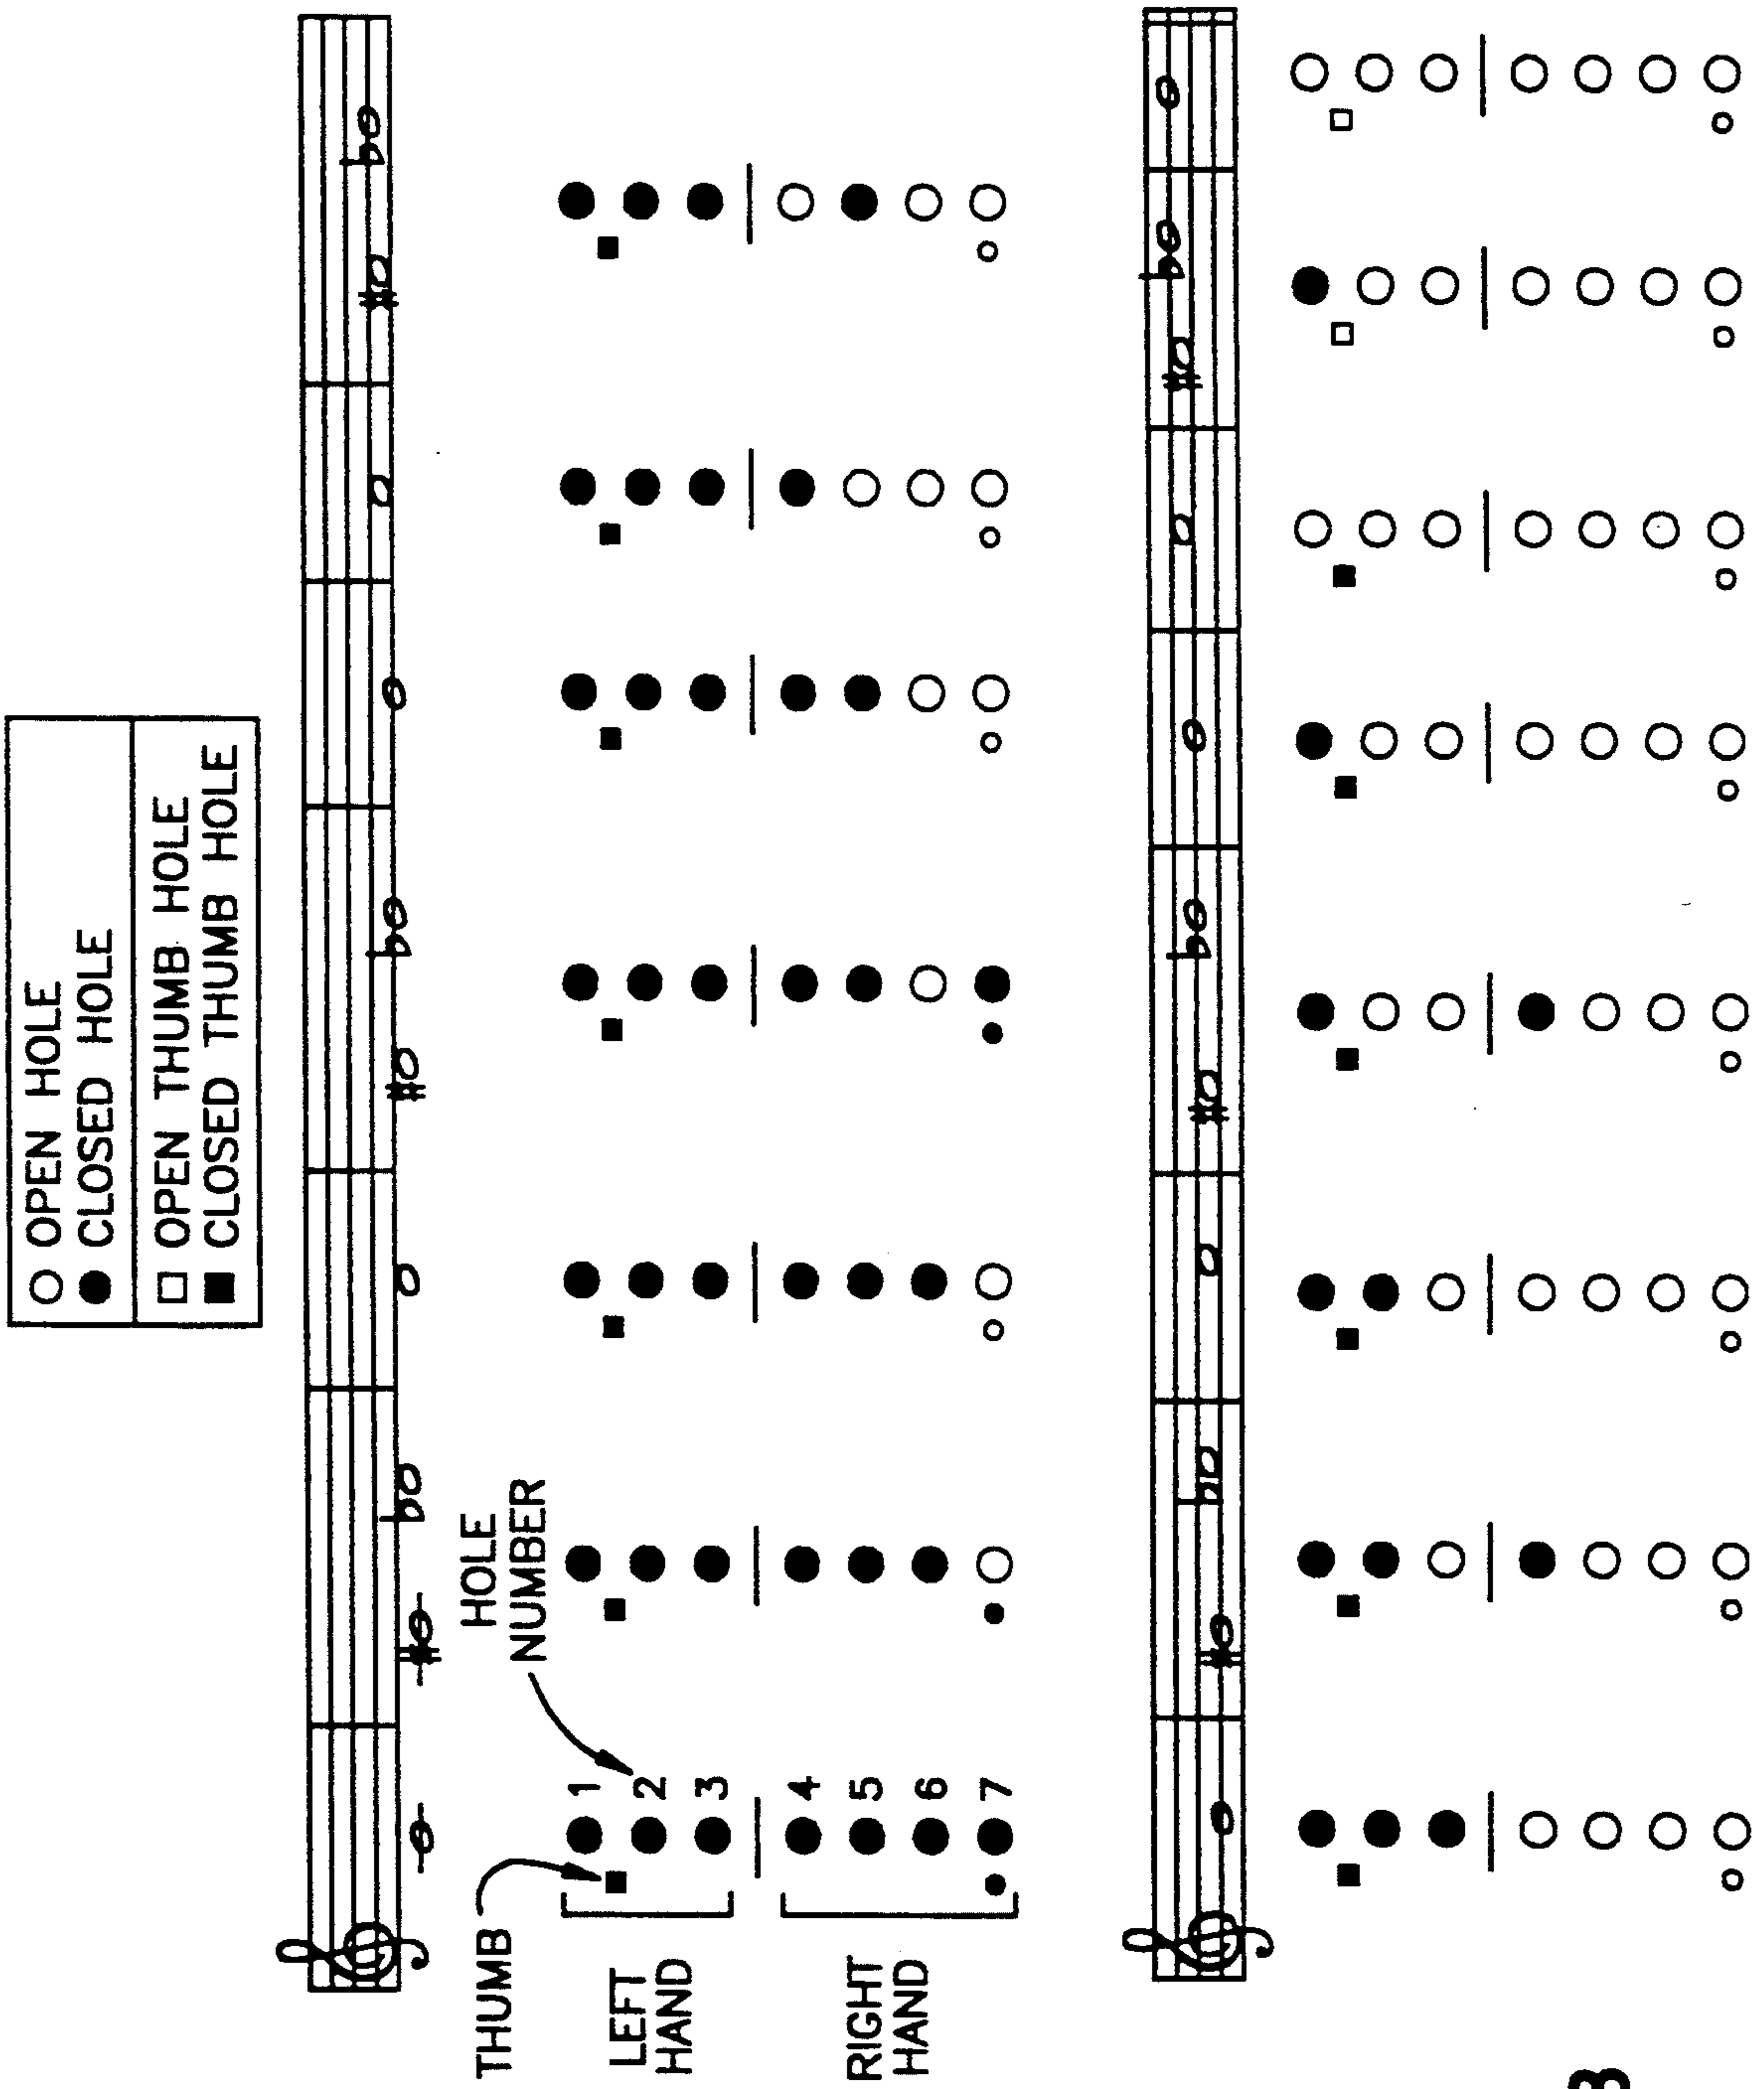 OPEN HOLE
CLOSED HOLE
OPEN THUMB HOLE
CLOSED THUMB HOLE
THUMB
HOLE
NUMBER
LEFT
HAND
1
2
3
RIGHT
HAND
4
5
6
7